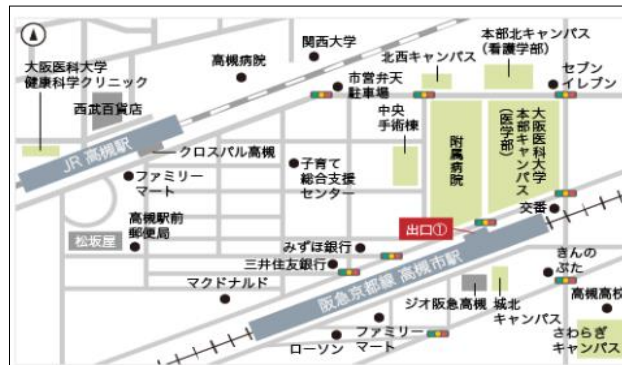 関西大学
本部北キャンパス
（看護学部）
高槻病院
北西キャンパス
セブン
イレブン
大阪医科大学
健康科学クリニック
市営弁天
駐車場
西武百貨店
中央
手術棟
附属病院
大阪医科大学
本部キャンパス
（医学部）
JR 高槻駅
クロスパル高槻
ファミリー
マート
子育て
総合支援
センター
交番
高槻駅前
郵便局
松坂屋
出口①
みずほ銀行
三井住友銀行
きんの
ぶた
マクドナルド
阪急京都線 高槻市駅
ジオ阪急高槻
城北
キャンパス
高槻高校
ファミリー
マート
ローソン
さわらぎ
キャンパス